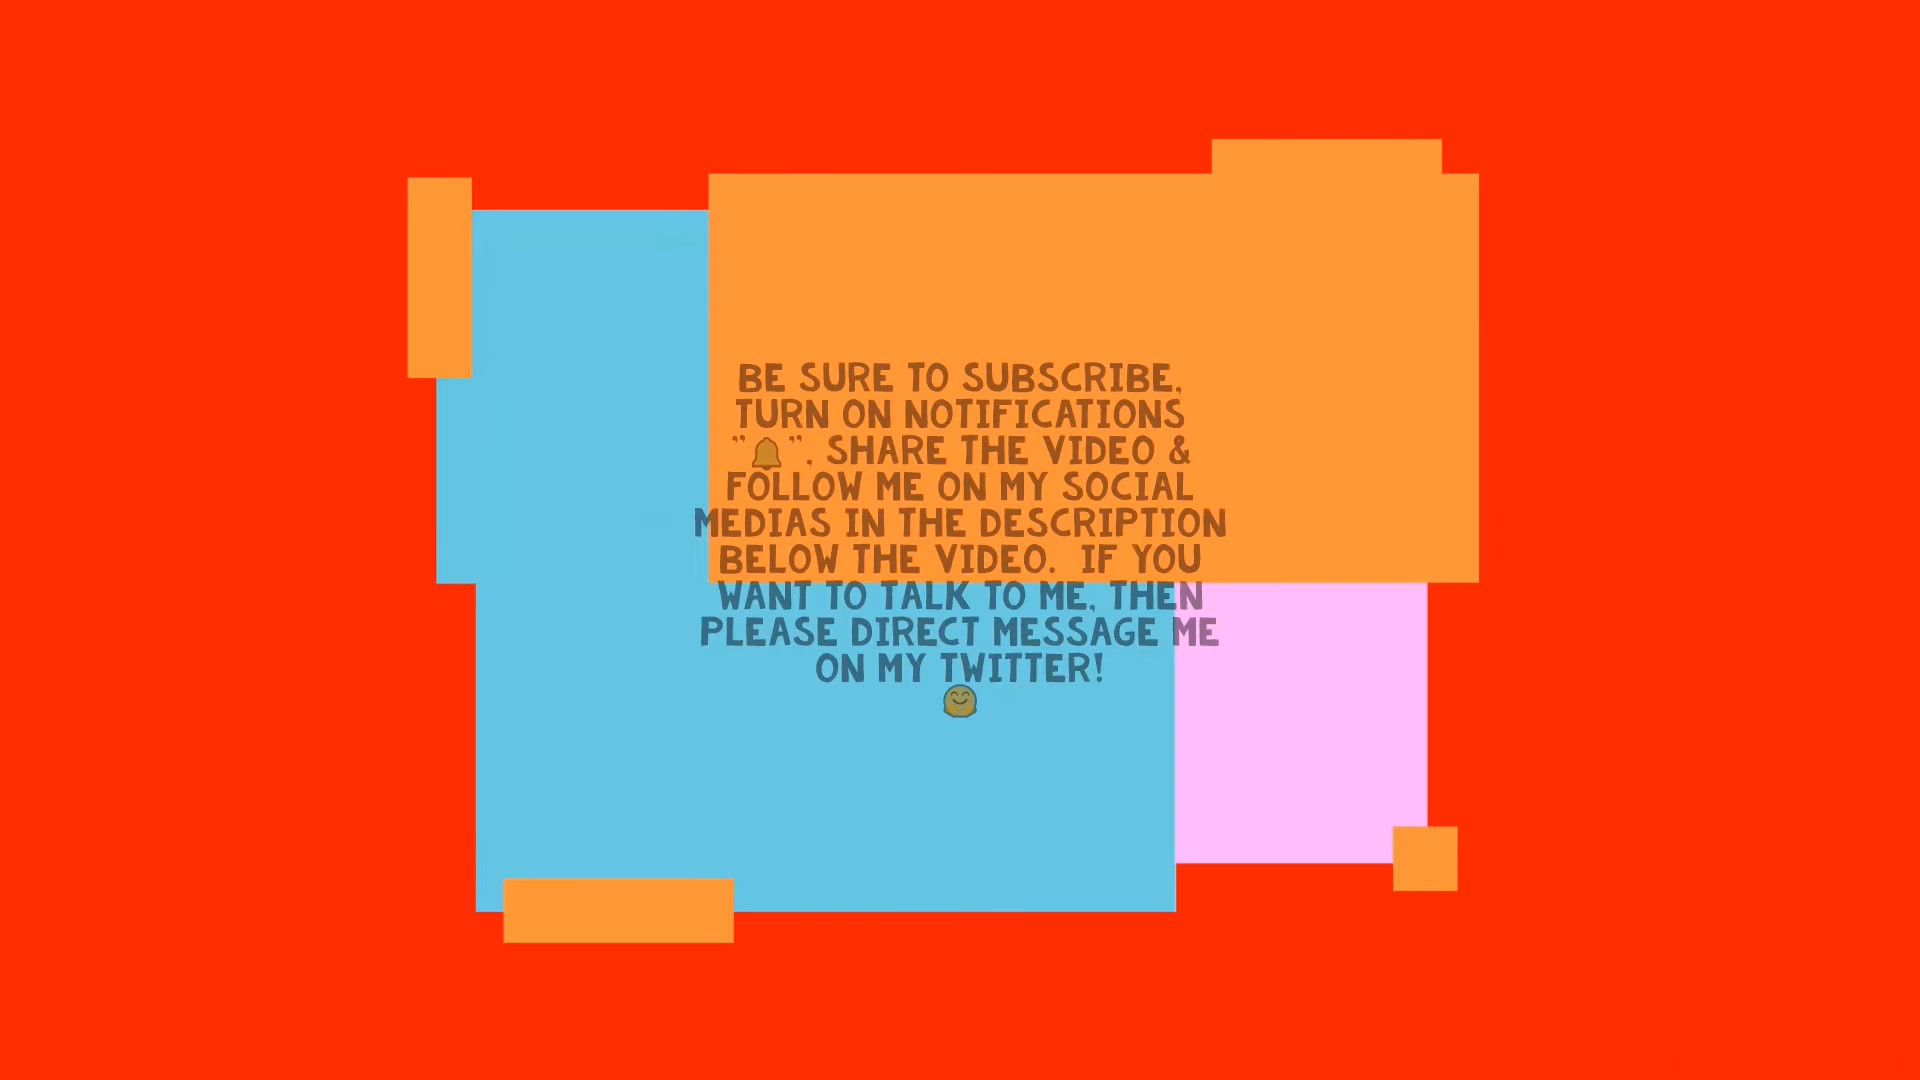 BE SURE TO SUBSCRIBE,
TURN ON NOTIFICATIONS
"🔔", SHARE THE VIDEO &
FOLLOW ME ON MY SOCIAL
MEDIAS IN THE DESCRIPTION
BELOW THE VIDEO. IF YOU
WANT TO TALK TO ME, THEN
PLEASE DIRECT MESSAGE ME
ON MY TWITTER!
🤗